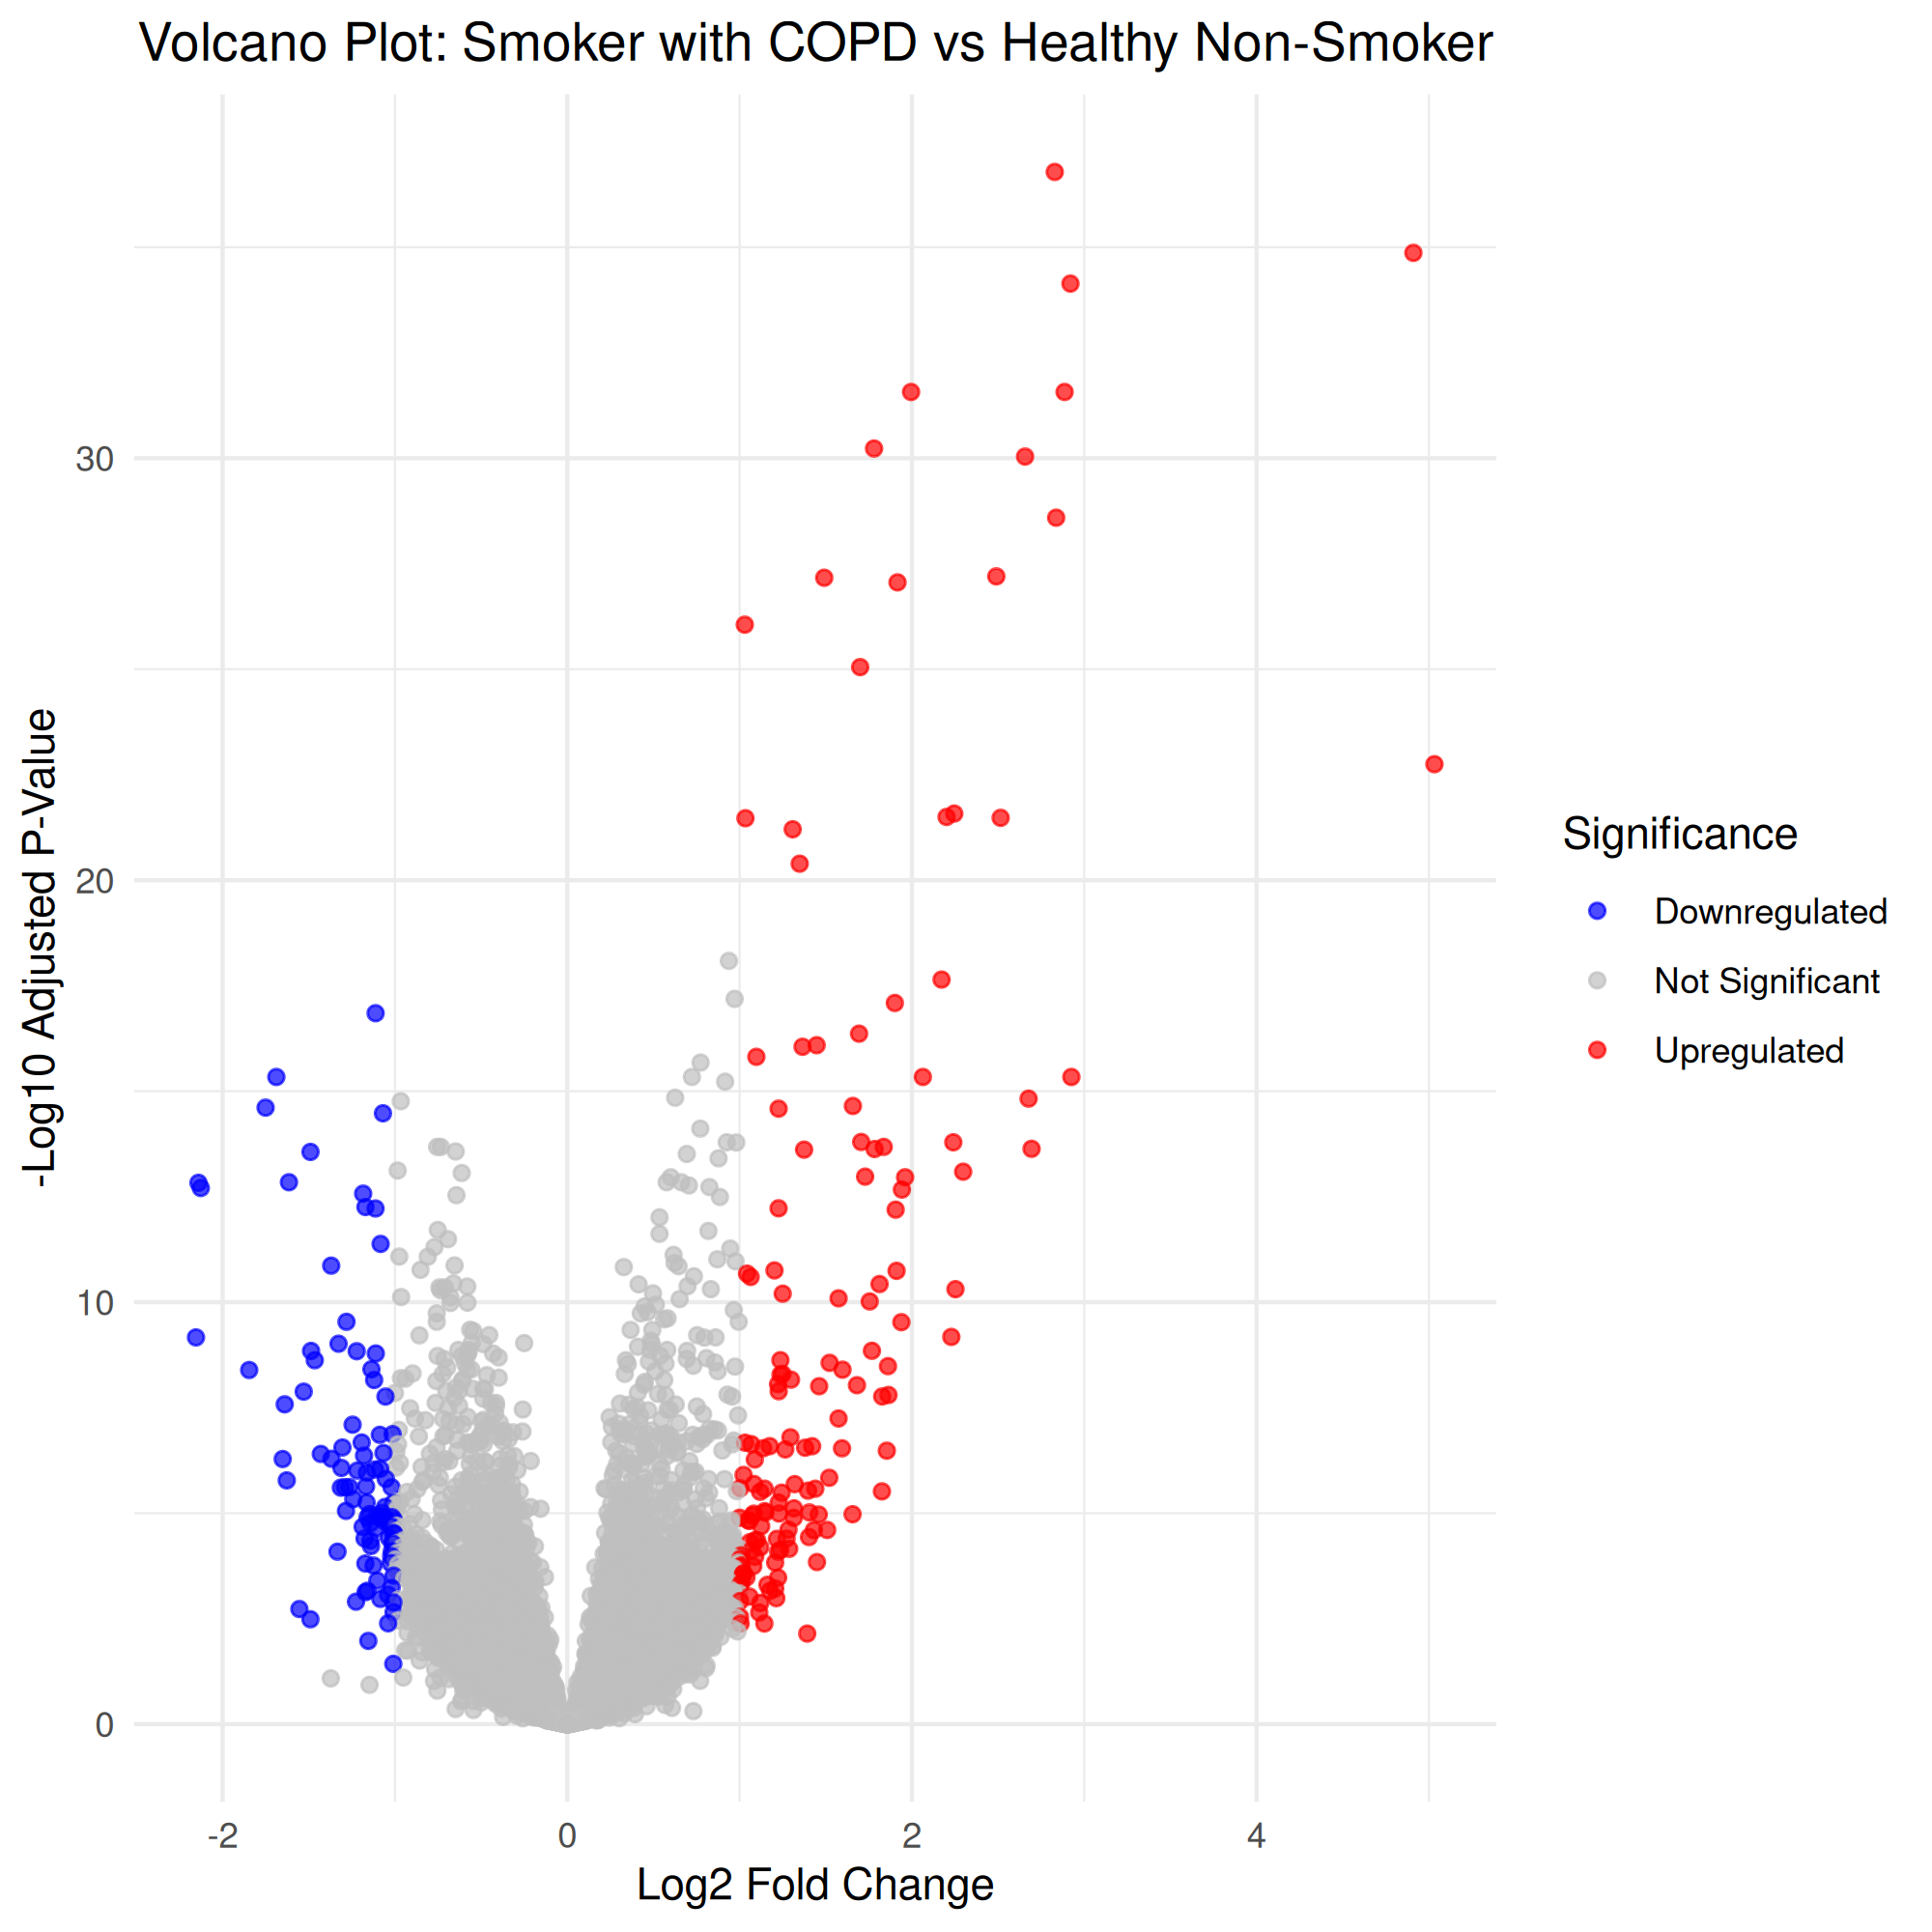 Volcano Plot: Smoker with COPD vs Healthy Non-Smoker
-Log10 Adjusted P-Value
30
20
10
0
-2
0
2
4
Log2 Fold Change
Significance
Downregulated
Not Significant
Upregulated